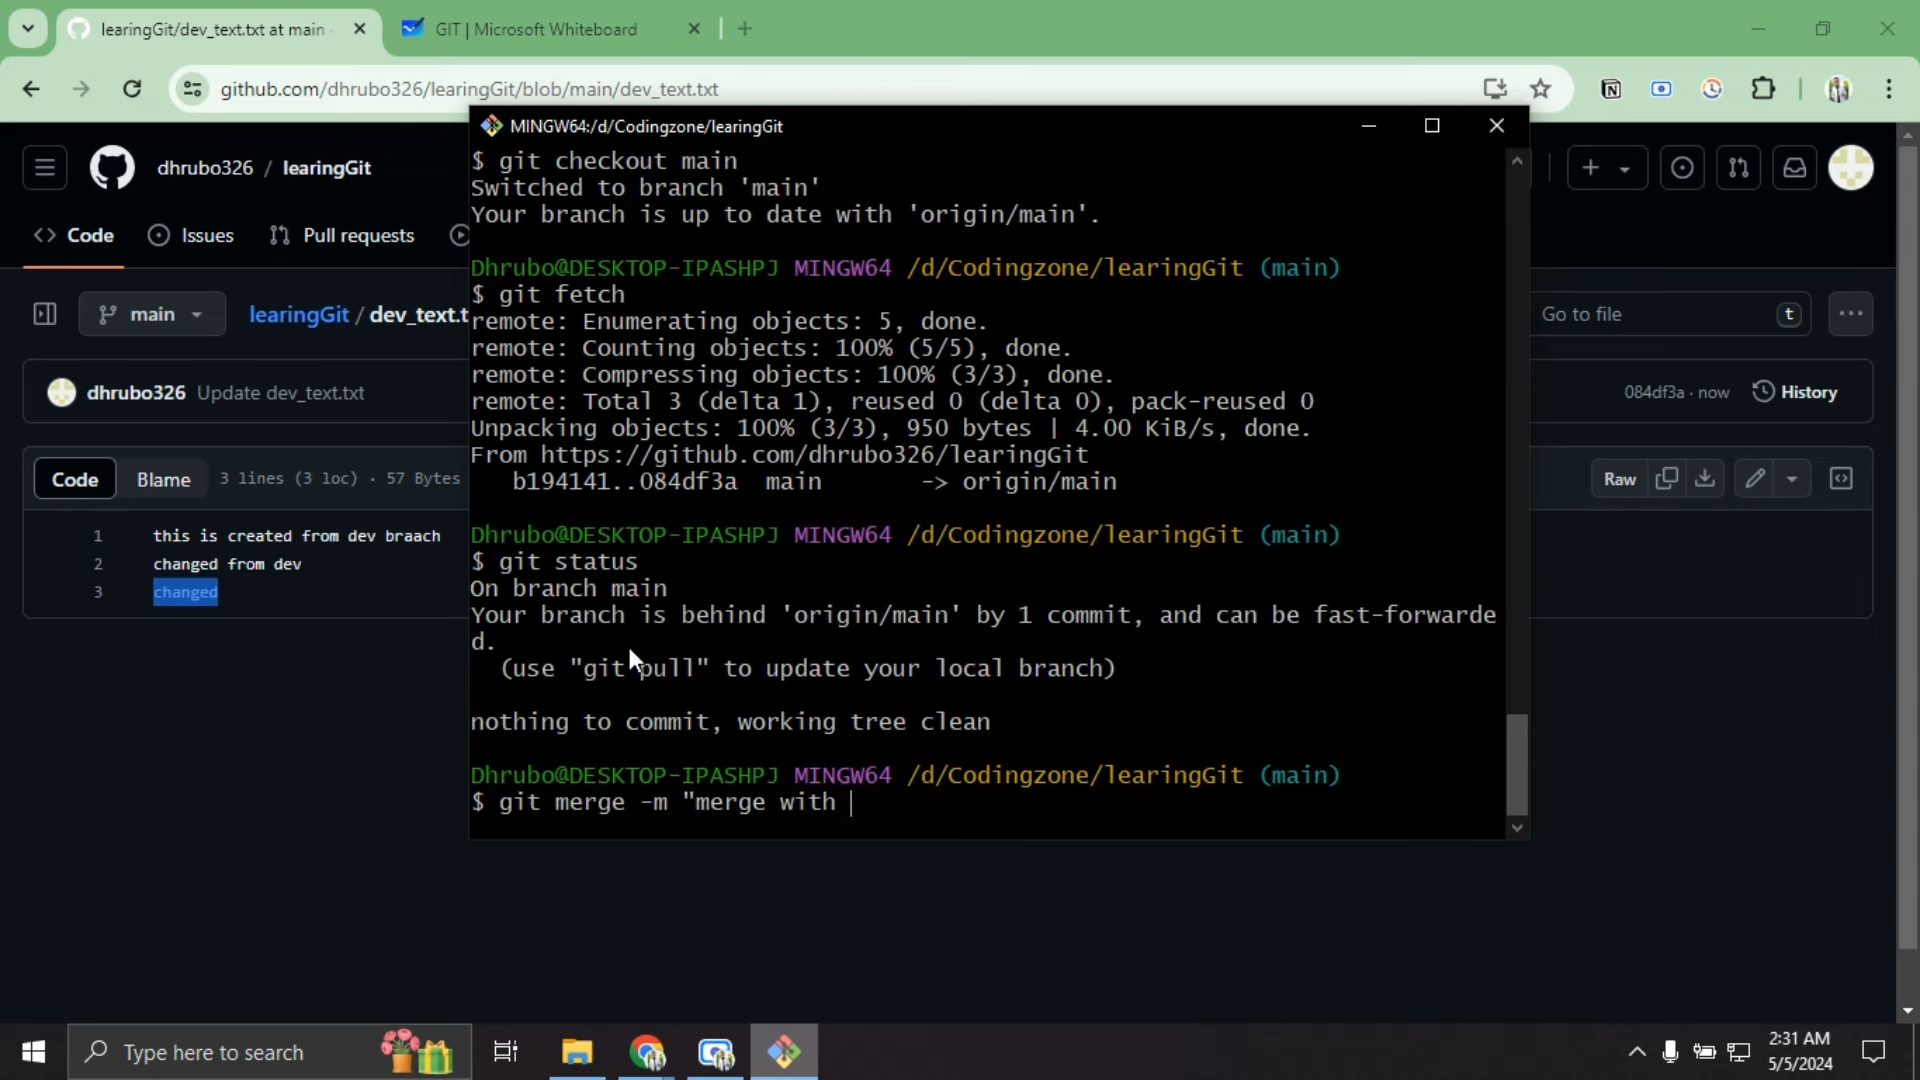 learingGit/dev_text.txt at main
GIT | Microsoft Whiteboard
github.com/dhrubo326/learingGit/blob/main/dev_text.txt
MINGW64:/d/Codingzone/learingGit
dhrubo326 / learingGit
Code
Issues
Pull requests
main
learingGit / dev_text.t
Go to file
t
dhrubo326 Update dev_text.txt
084df3a · now
History
Code
Blame
3 lines (3 loc) · 57 Bytes
Raw
1 this is created from dev braach
2 changed from dev
3 changed
$ git checkout main
Switched to branch 'main'
Your branch is up to date with 'origin/main'.
Dhrubo@DESKTOP-IPASHPJ MINGW64 /d/Codingzone/learingGit (main)
$ git fetch
remote: Enumerating objects: 5, done.
remote: Counting objects: 100% (5/5), done.
remote: Compressing objects: 100% (3/3), done.
remote: Total 3 (delta 1), reused 0 (delta 0), pack-reused 0
Unpacking objects: 100% (3/3), 950 bytes | 4.00 KiB/s, done.
From https://github.com/dhrubo326/learingGit
b194141..084df3a main -> origin/main
Dhrubo@DESKTOP-IPASHPJ MINGW64 /d/Codingzone/learingGit (main)
$ git status
On branch main
Your branch is behind 'origin/main' by 1 commit, and can be fast-forwarde
d.
(use "git pull" to update your local branch)
nothing to commit, working tree clean
Dhrubo@DESKTOP-IPASHPJ MINGW64 /d/Codingzone/learingGit (main)
$ git merge -m "merge with
Type here to search
2:31 AM
5/5/2024